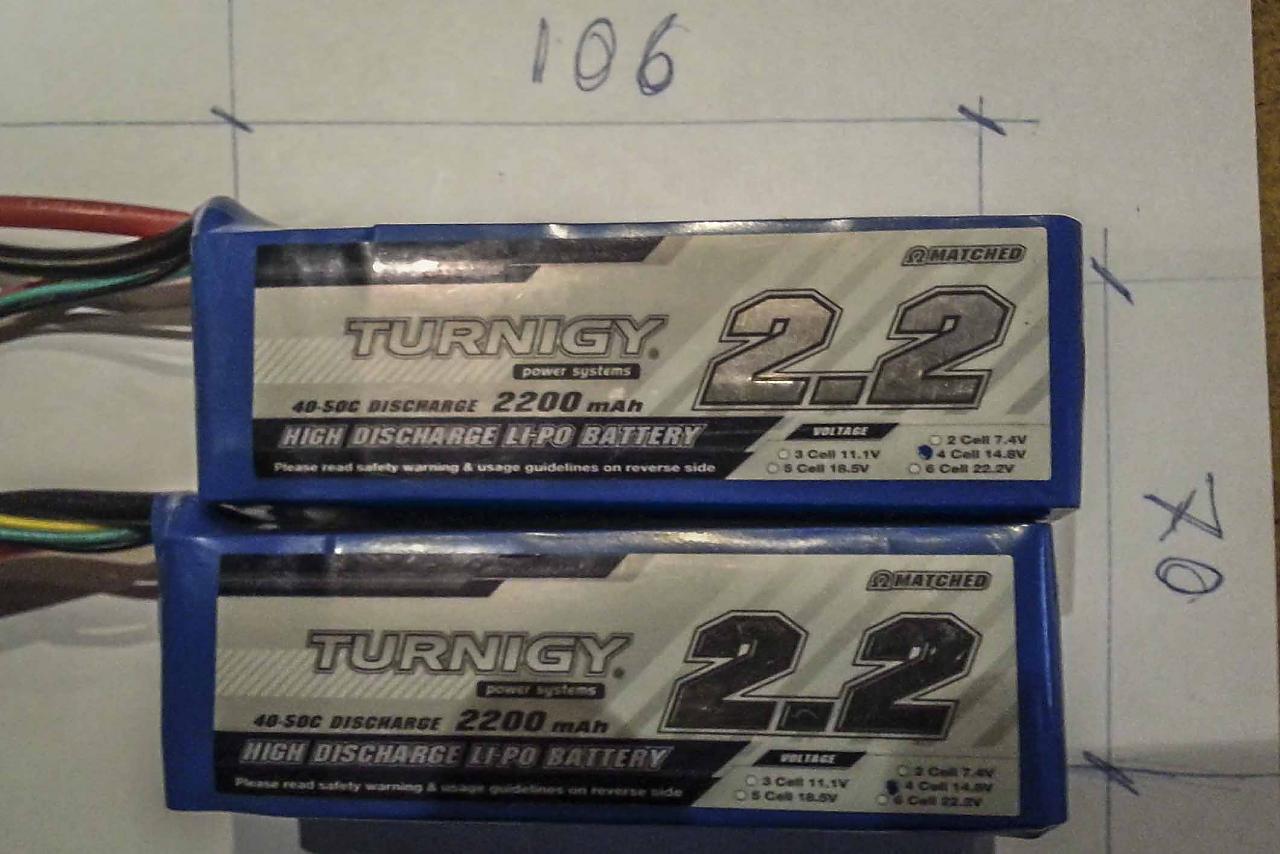 106
ΩMATCHED
2.2
TURNIGY
power systems
40-50C DISCHARGE 2200 mAh
HIGH DISCHARGE LI-PO BATTERY
Please read safety warning & usage guidelines on reverse side
VOLTAGE
2 Cell 7.4V
3 Cell 11.1V
4 Cell 14.8V
5 Cell 18.5V
6 Cell 22.2V
70
ΩMATCHED
2.2
TURNIGY
power systems
40-50C DISCHARGE 2200 mAh
HIGH DISCHARGE LI-PO BATTERY
Please read safety warning & usage guidelines on reverse side
VOLTAGE
2 Cell 7.4V
3 Cell 11.1V
4 Cell 14.8V
5 Cell 18.5V
6 Cell 22.2V